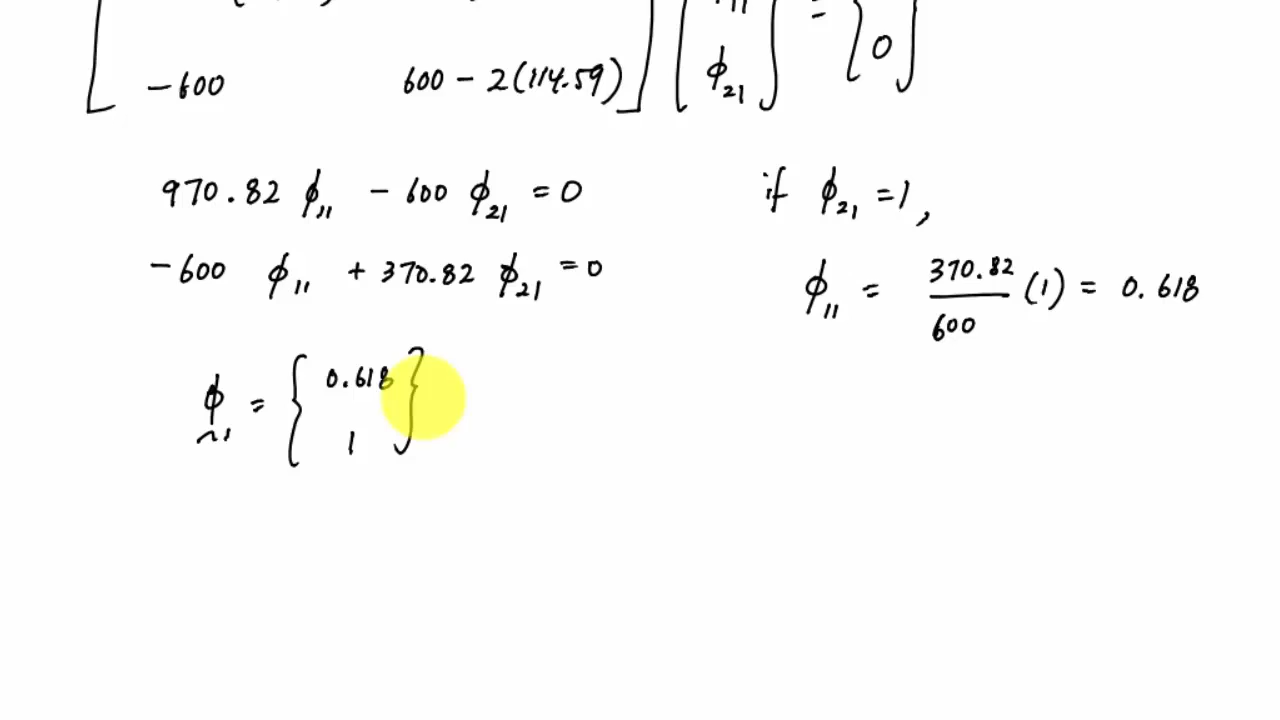 -600 600 - 2(114.59) ϕ21 = 0
970.82 ϕ11 - 600 ϕ21 = 0
-600 ϕ11 + 370.82 ϕ21 = 0
if ϕ21 = 1,
ϕ11 = 370.82/600 (1) = 0.618
ϕ1 = { 0.618
1 }